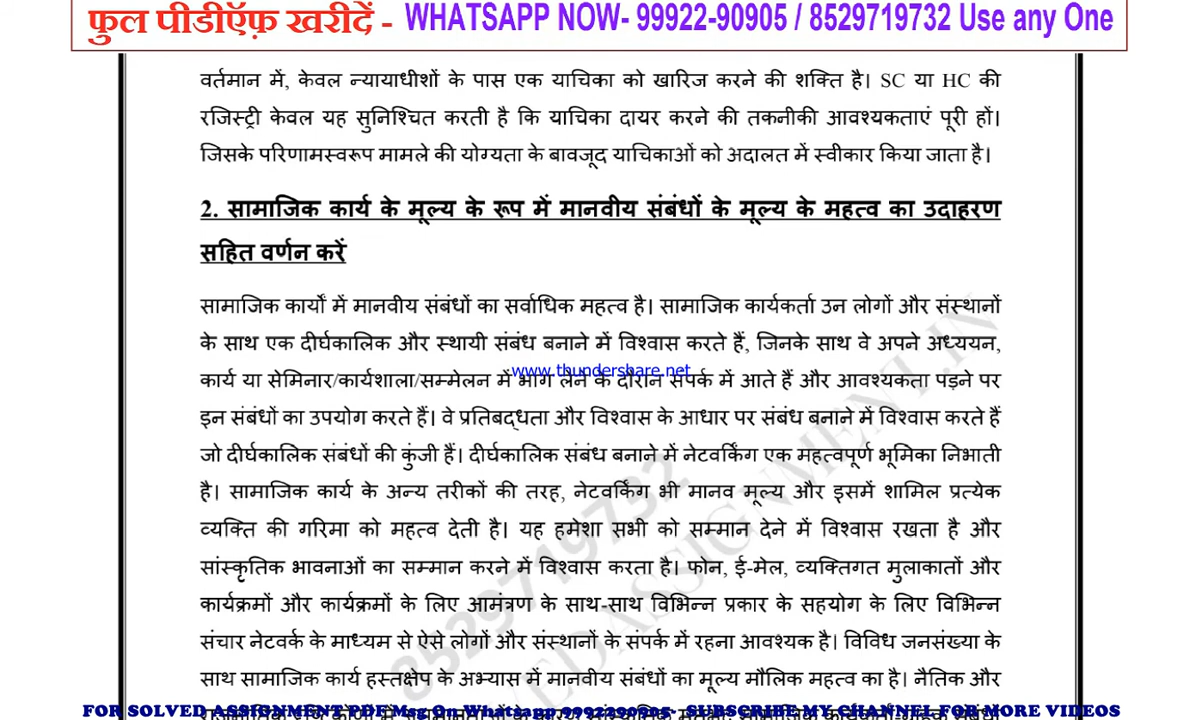 फुल पीडीऍफ़ खरीदें - WHATSAPP NOW- 99922-90905 / 8529719732 Use any One
वर्तमान में, केवल न्यायाधीशों के पास एक याचिका को खारिज करने की शक्ति है। SC या HC की
रजिस्ट्री केवल यह सुनिश्चित करती है कि याचिका दायर करने की तकनीकी आवश्यकताएं पूरी हों।
जिसके परिणामस्वरूप मामले की योग्यता के बावजूद याचिकाओं को अदालत में स्वीकार किया जाता है।
2. सामाजिक कार्य के मूल्य के रूप में मानवीय संबंधों के मूल्य के महत्व का उदाहरण
सहित वर्णन करें
सामाजिक कार्यों में मानवीय संबंधों का सर्वाधिक महत्व है। सामाजिक कार्यकर्ता उन लोगों और संस्थानों
के साथ एक दीर्घकालिक और स्थायी संबंध बनाने में विश्वास करते हैं, जिनके साथ वे अपने अध्ययन,
www.thundershare.net
कार्य या सेमिनार/कार्यशाला/सम्मेलन में भाग लेने के दौरान संपर्क में आते हैं और आवश्यकता पड़ने पर
इन संबंधों का उपयोग करते हैं। वे प्रतिबद्धता और विश्वास के आधार पर संबंध बनाने में विश्वास करते हैं
जो दीर्घकालिक संबंधों की कुंजी हैं। दीर्घकालिक संबंध बनाने में नेटवर्किंग एक महत्वपूर्ण भूमिका निभाती
है। सामाजिक कार्य के अन्य तरीकों की तरह, नेटवर्किंग भी मानव मूल्य और इसमें शामिल प्रत्येक
व्यक्ति की गरिमा को महत्व देती है। यह हमेशा सभी को सम्मान देने में विश्वास रखता है और
सांस्कृतिक भावनाओं का सम्मान करने में विश्वास करता है। फोन, ई-मेल, व्यक्तिगत मुलाकातों और
कार्यक्रमों और कार्यक्रमों के लिए आमंत्रण के साथ-साथ विभिन्न प्रकार के सहयोग के लिए विभिन्न
संचार नेटवर्क के माध्यम से ऐसे लोगों और संस्थानों के संपर्क में रहना आवश्यक है। विविध जनसंख्या के
साथ सामाजिक कार्य हस्तक्षेप के अभ्यास में मानवीय संबंधों का मूल्य मौलिक महत्व का है। नैतिक और
8529719732
EDASSIGNMENT.IN
FOR SOLVED ASSIGNMENT PDF Msg On Whatsapp 9992290905- SUBSCRIBE MY CHANNEL FOR MORE VIDEOS